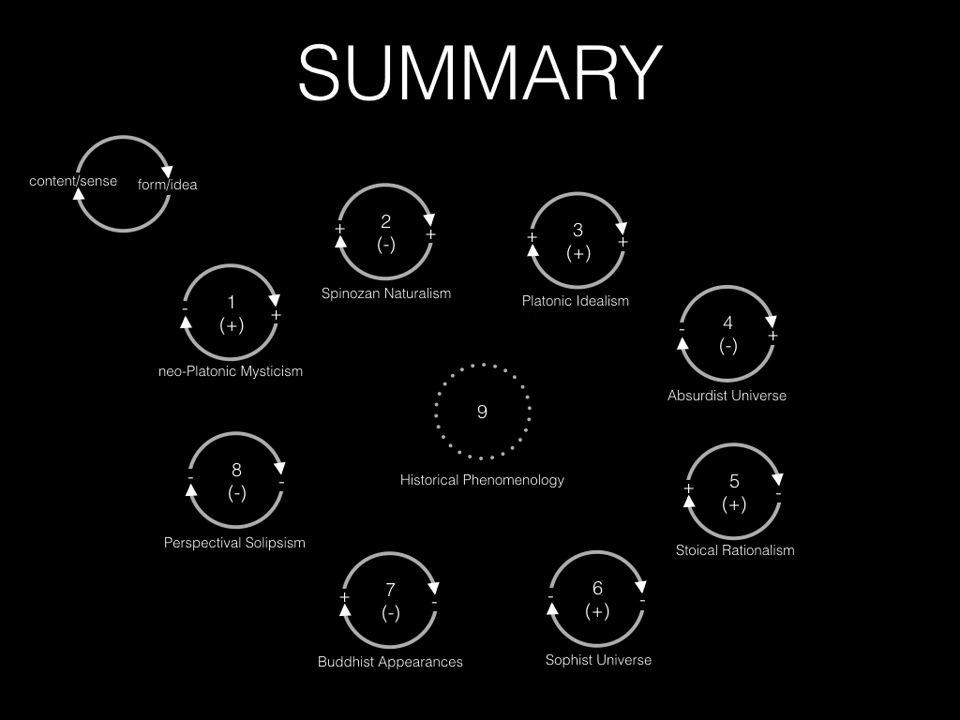 SUMMARY
content/sense
form/idea
2
(-)
+
+
Spinozan Naturalism
3
(+)
+
+
Platonic Idealism
1
(+)
-
+
neo-Platonic Mysticism
4
(-)
-
+
Absurdist Universe
9
Historical Phenomenology
8
(-)
-
-
Perspectival Solipsism
5
(+)
+
-
Stoical Rationalism
7
(-)
+
-
Buddhist Appearances
6
(+)
-
-
Sophist Universe